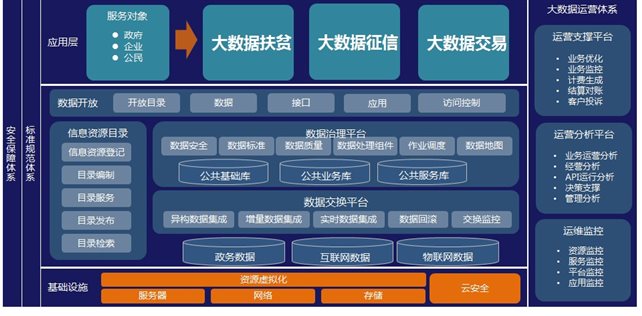 安全保障体系
标准规范体系
应用层
服务对象
• 政府
• 企业
• 公民
大数据扶贫
大数据征信
大数据交易
数据开放
开放目录
数据
接口
应用
访问控制
信息资源目录
信息资源登记
目录编制
目录服务
目录发布
目录检索
数据治理平台
数据安全
数据标准
数据质量
数据处理组件
作业调度
数据地图
公共基础库
公共业务库
公共服务库
数据交换平台
异构数据集成
增量数据集成
实时数据集成
数据回滚
交换监控
政务数据
互联网数据
物联网数据
基础设施
资源虚拟化
服务器
网络
存储
云安全
大数据运营体系
运营支撑平台
• 业务优化
• 业务监控
• 计费生成
• 结算对账
• 客户投诉
运营分析平台
• 业务运营分析
• 经营分析
• API运行分析
• 决策支撑
• 管理分析
运维监控
• 资源监控
• 服务监控
• 平台监控
• 应用监控